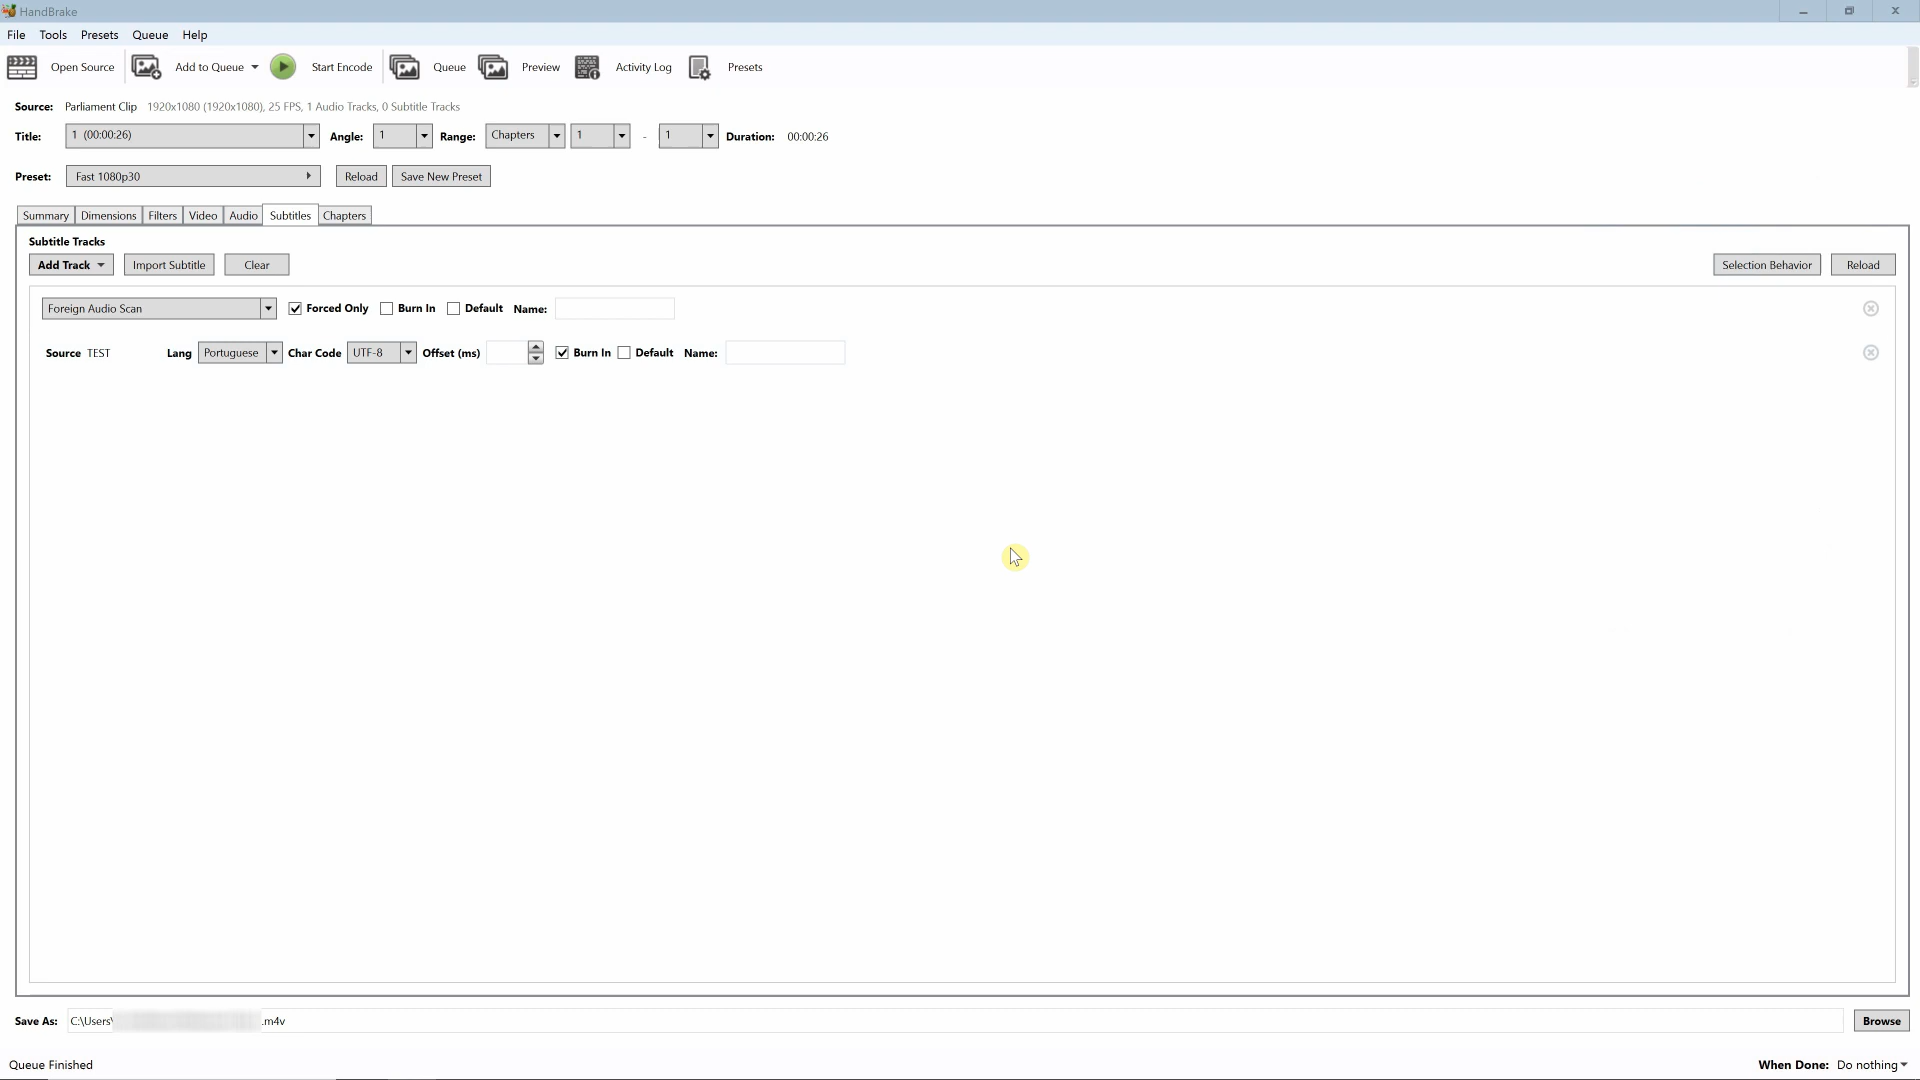 HandBrake
File Tools Presets Queue Help
Open Source Add to Queue Start Encode Queue Preview Activity Log Presets
Source: Parliament Clip 1920x1080 (1920x1080), 25 FPS, 1 Audio Tracks, 0 Subtitle Tracks
Title: 1 (00:00:26) Angle: 1 Range: Chapters 1 - 1 Duration: 00:00:26
Preset: Fast 1080p30 Reload Save New Preset
Summary Dimensions Filters Video Audio Subtitles Chapters
Subtitle Tracks
Add Track Import Subtitle Clear Selection Behavior Reload
Foreign Audio Scan Forced Only Burn In Default Name:
Source TEST Lang Portuguese Char Code UTF-8 Offset (ms) Burn In Default Name:
Save As: C:\Users\ .m4v Browse
Queue Finished When Done: Do nothing